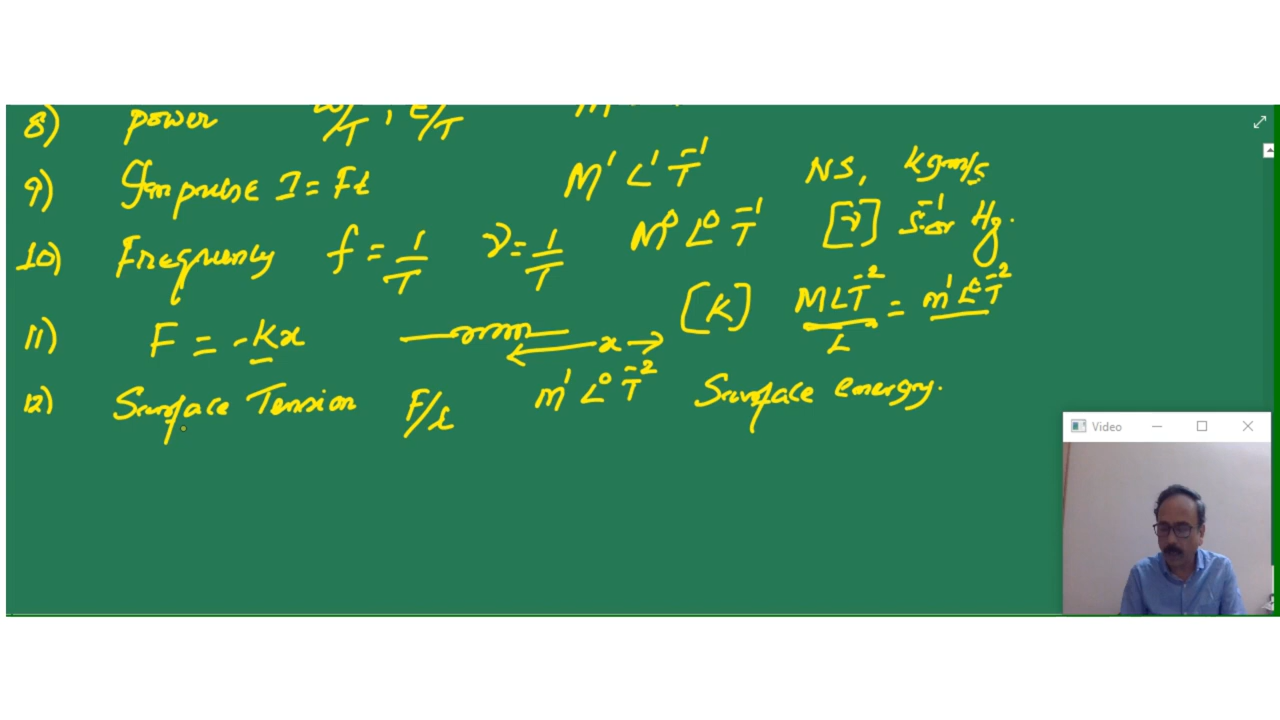 8) power W/T, E/T
9) Impulse I = Ft M¹ L¹ T⁻¹ NS, Kgm/s
10) Frequency f = 1/T ν = 1/T M⁰ L⁰ T⁻¹ [ν] S⁻¹ or Hz.
11) F = -kx x [K] MLT⁻²/L = M¹ L⁰ T⁻²
12) Surface Tension F/l M¹ L⁰ T⁻² Surface energy.
Video